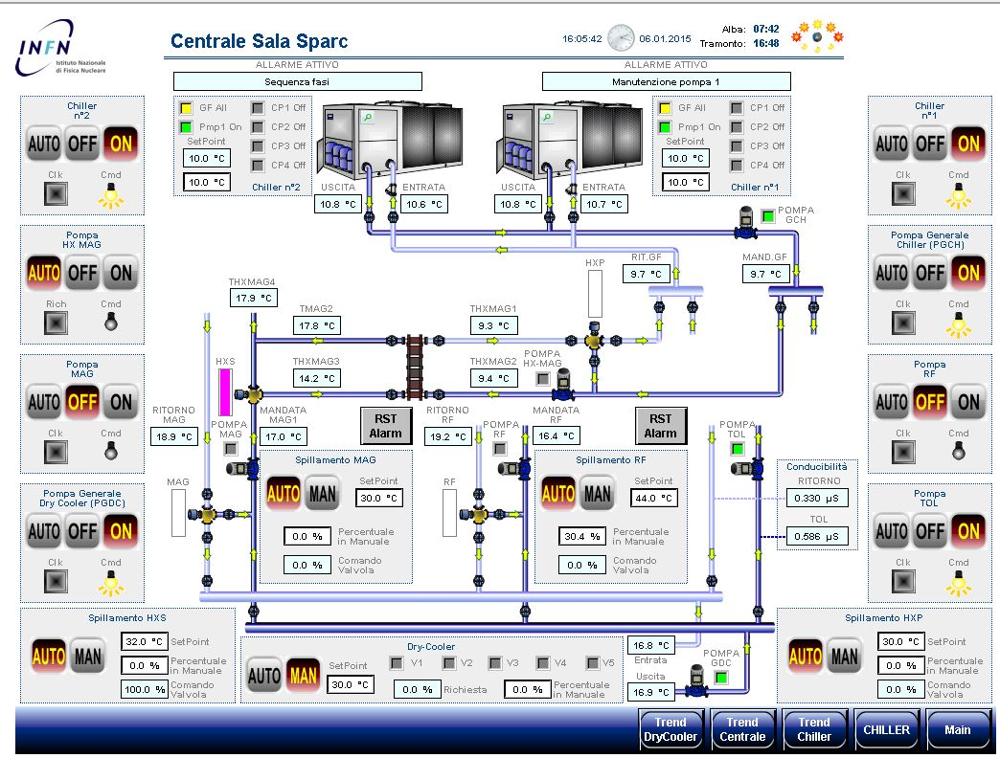 INFN
Istituto Nazionale
di Fisica Nucleare
Centrale Sala Sparc
16:05:42
06.01.2015
Alba: 07:42
Tramonto: 16:48
ALLARME ATTIVO
Sequenza fasi
ALLARME ATTIVO
Manutenzione pompa 1
Chiller
n°2
AUTO OFF ON
Clk Cmd
GF All CP1 Off
Pmp1 On CP2 Off
SetPoint CP3 Off
10.0 °C CP4 Off
10.0 °C Chiller n°2
USCITA ENTRATA
10.8 °C 10.6 °C
GF All CP1 Off
Pmp1 On CP2 Off
SetPoint CP3 Off
10.0 °C CP4 Off
10.0 °C Chiller n°1
USCITA ENTRATA
10.8 °C 10.7 °C
Chiller
n°1
AUTO OFF ON
Clk Cmd
POMPA
GCH
Pompa
HX MAG
AUTO OFF ON
Rich Cmd
Pompa Generale
Chiller (PGCH)
AUTO OFF ON
Clk Cmd
HXP
RIT.GF
9.7 °C
MAND.GF
9.7 °C
THXMAG4
17.9 °C
TMAG2
17.8 °C
THXMAG1
9.3 °C
THXMAG3
14.2 °C
THXMAG2
9.4 °C
POMPA
HX-MAG
HXS
Pompa
MAG
AUTO OFF ON
Clk Cmd
Pompa
RF
AUTO OFF ON
Clk Cmd
RITORNO
MAG
18.9 °C
POMPA
MAG
MANDATA
MAG1
17.0 °C
RST
Alarm
RITORNO
RF
19.2 °C
POMPA
RF
MANDATA
RF
16.4 °C
RST
Alarm
POMPA
TOL
MAG
Spillamento MAG
AUTO MAN
SetPoint
30.0 °C
0.0 % Percentuale
in Manuale
0.0 % Comando
Valvola
RF
Spillamento RF
AUTO MAN
SetPoint
44.0 °C
30.4 % Percentuale
in Manuale
0.0 % Comando
Valvola
Conducibilità
RITORNO
0.330 µS
TOL
0.586 µS
Pompa Generale
Dry Cooler (PGDC)
AUTO OFF ON
Clk Cmd
Pompa
TOL
AUTO OFF ON
Clk Cmd
Spillamento HXS
AUTO MAN
32.0 °C SetPoint
0.0 % Percentuale
in Manuale
100.0 % Comando
Valvola
Dry-Cooler
AUTO MAN
SetPoint
30.0 °C
V1 V2 V3 V4 V5
0.0 % Richiesta
0.0 % Percentuale
in Manuale
16.8 °C
Entrata
Uscita
16.9 °C
POMPA
GDC
Spillamento HXP
AUTO MAN
30.0 °C SetPoint
0.0 % Percentuale
in Manuale
0.0 % Comando
Valvola
Trend
DryCooler
Trend
Centrale
Trend
Chiller
CHILLER
Main